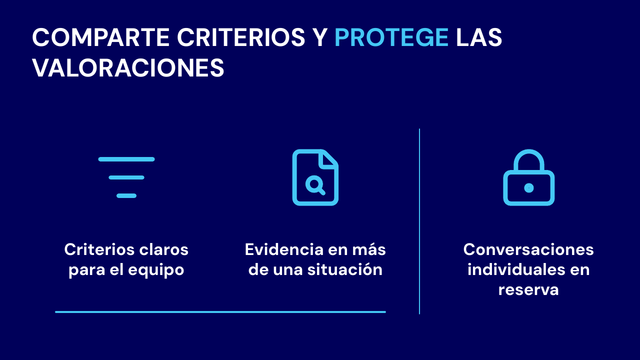 COMPARTE CRITERIOS Y PROTEGE LAS
VALORACIONES
Criterios claros
para el equipo
Evidencia en más
de una situación
Conversaciones
individuales en
reserva